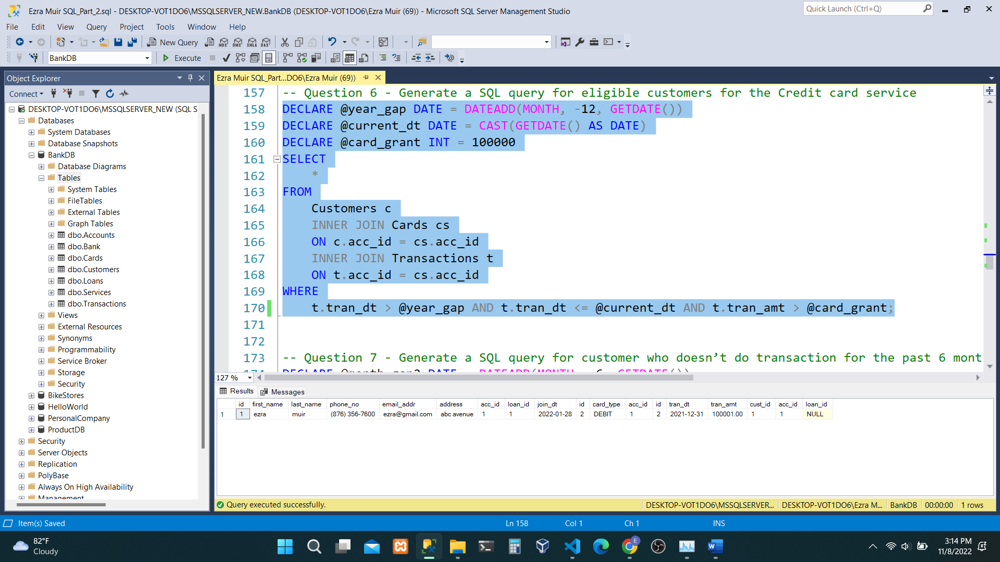 Ezra Muir SQL_Part_2.sql - DESKTOP-VOT1DO6\MSSQLSERVER_NEW.BankDB (DESKTOP-VOT1DO6\Ezra Muir (69)) - Microsoft SQL Server Management Studio
Quick Launch (Ctrl+Q)
File Edit View Query Project Tools Window Help
New Query
MDX DMX XMLA DAX
BankDB
Execute
Object Explorer
Connect
DESKTOP-VOT1DO6\MSSQLSERVER_NEW (SQL S
Databases
System Databases
Database Snapshots
BankDB
Database Diagrams
Tables
System Tables
FileTables
External Tables
Graph Tables
dbo.Accounts
dbo.Bank
dbo.Cards
dbo.Customers
dbo.Loans
dbo.Services
dbo.Transactions
Views
External Resources
Synonyms
Programmability
Service Broker
Storage
Security
BikeStores
HelloWorld
PersonalCompany
ProductDB
Security
Server Objects
Replication
PolyBase
Always On High Availability
Management
Ezra Muir SQL_Part...DO6\Ezra Muir (69))
157 -- Question 6 - Generate a SQL query for eligible customers for the Credit card service
158 DECLARE @year_gap DATE = DATEADD(MONTH, -12, GETDATE())
159 DECLARE @current_dt DATE = CAST(GETDATE() AS DATE)
160 DECLARE @card_grant INT = 100000
161 SELECT
162 *
163 FROM
164 Customers c
165 INNER JOIN Cards cs
166 ON c.acc_id = cs.acc_id
167 INNER JOIN Transactions t
168 ON t.acc_id = cs.acc_id
169 WHERE
170 t.tran_dt > @year_gap AND t.tran_dt <= @current_dt AND t.tran_amt > @card_grant;
171
172
173 -- Question 7 - Generate a SQL query for customer who doesn’t do transaction for the past 6 mont
127 %
Results Messages
id first_name last_name phone_no email_addr address acc_id loan_id join_dt id card_type acc_id id tran_dt tran_amt cust_id acc_id loan_id
1 1 ezra muir (876) 356-7600 ezra@gmail.com abc avenue 1 1 2022-01-28 2 DEBIT 1 2 2021-12-31 100001.00 1 1 NULL
Query executed successfully.
DESKTOP-VOT1DO6\MSSQLSERVER... DESKTOP-VOT1DO6\Ezra M... BankDB 00:00:00 1 rows
Item(s) Saved
Ln 158 Col 1 Ch 1 INS
82°F
Cloudy
E
3:14 PM
11/8/2022